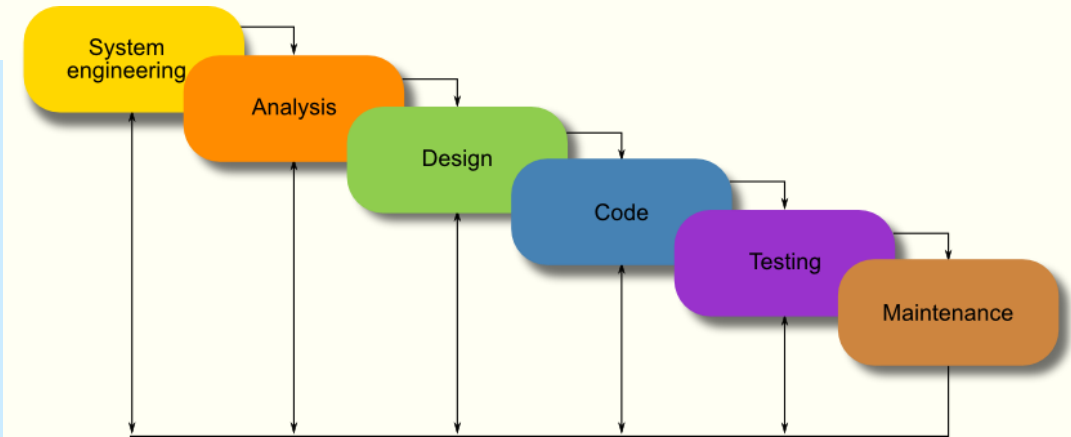 System
engineering
Analysis
Design
Code
Testing
Maintenance